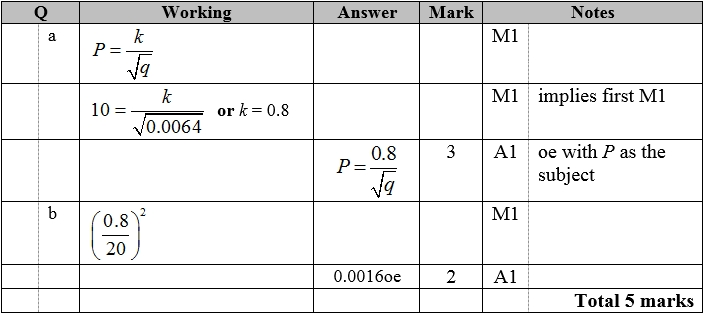 Q Working Answer Mark Notes
a P = k/√q M1
10 = k/√0.0064 or k = 0.8 M1 implies first M1
P = 0.8/√q 3 A1 oe with P as the
subject
b (0.8/20)² M1
0.0016oe 2 A1
Total 5 marks